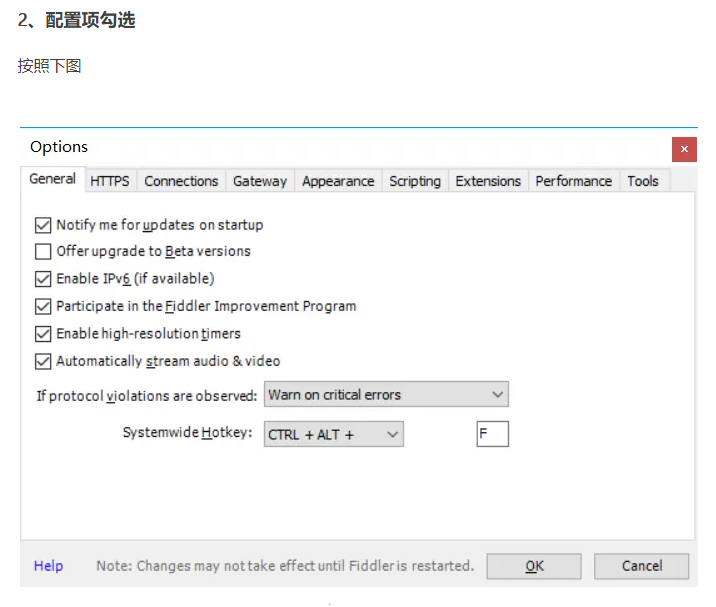 2、配置项勾选
按照下图
Options
General HTTPS Connections Gateway Appearance Scripting Extensions Performance Tools
Notify me for updates on startup
Offer upgrade to Beta versions
Enable IPv6 (if available)
Participate in the Fiddler Improvement Program
Enable high-resolution timers
Automatically stream audio & video
If protocol violations are observed: Warn on critical errors
Systemwide Hotkey: CTRL + ALT + F
Help Note: Changes may not take effect until Fiddler is restarted. OK Cancel